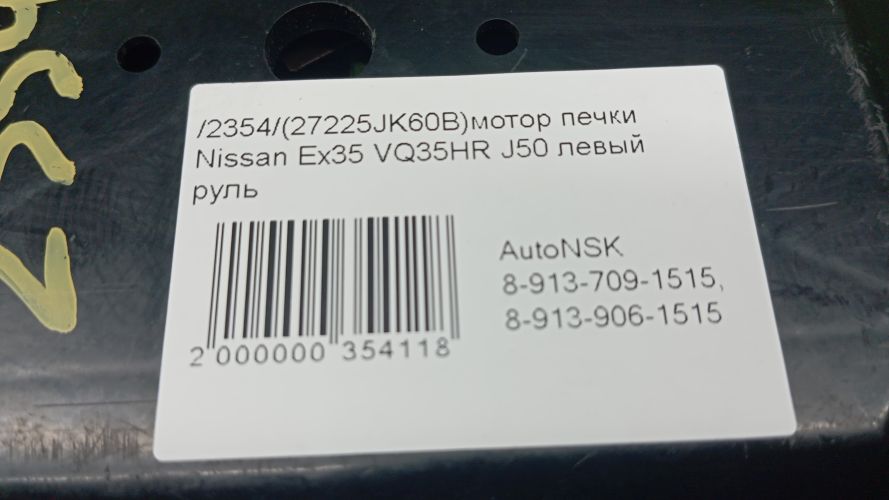 /2354/(27225JK60B)мотор печки
Nissan Ex35 VQ35HR J50 левый
руль
AutoNSK
8-913-709-1515,
8-913-906-1515
2 000000 354118